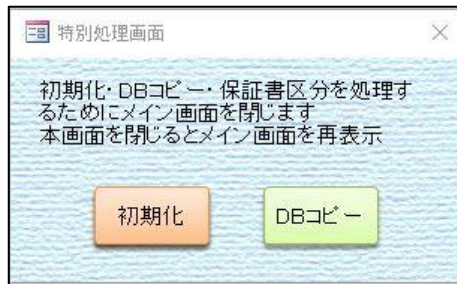 特別処理画面
初期化・DBコピー・保証書区分を処理す
るためにメイン画面を閉じます
本画面を閉じるとメイン画面を再表示
初期化
DBコピー